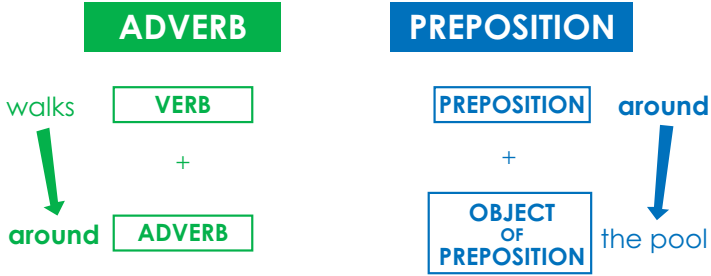 ADVERB
walks VERB
+
around ADVERB
PREPOSITION
PREPOSITION around
+
OBJECT
OF
PREPOSITION
the pool